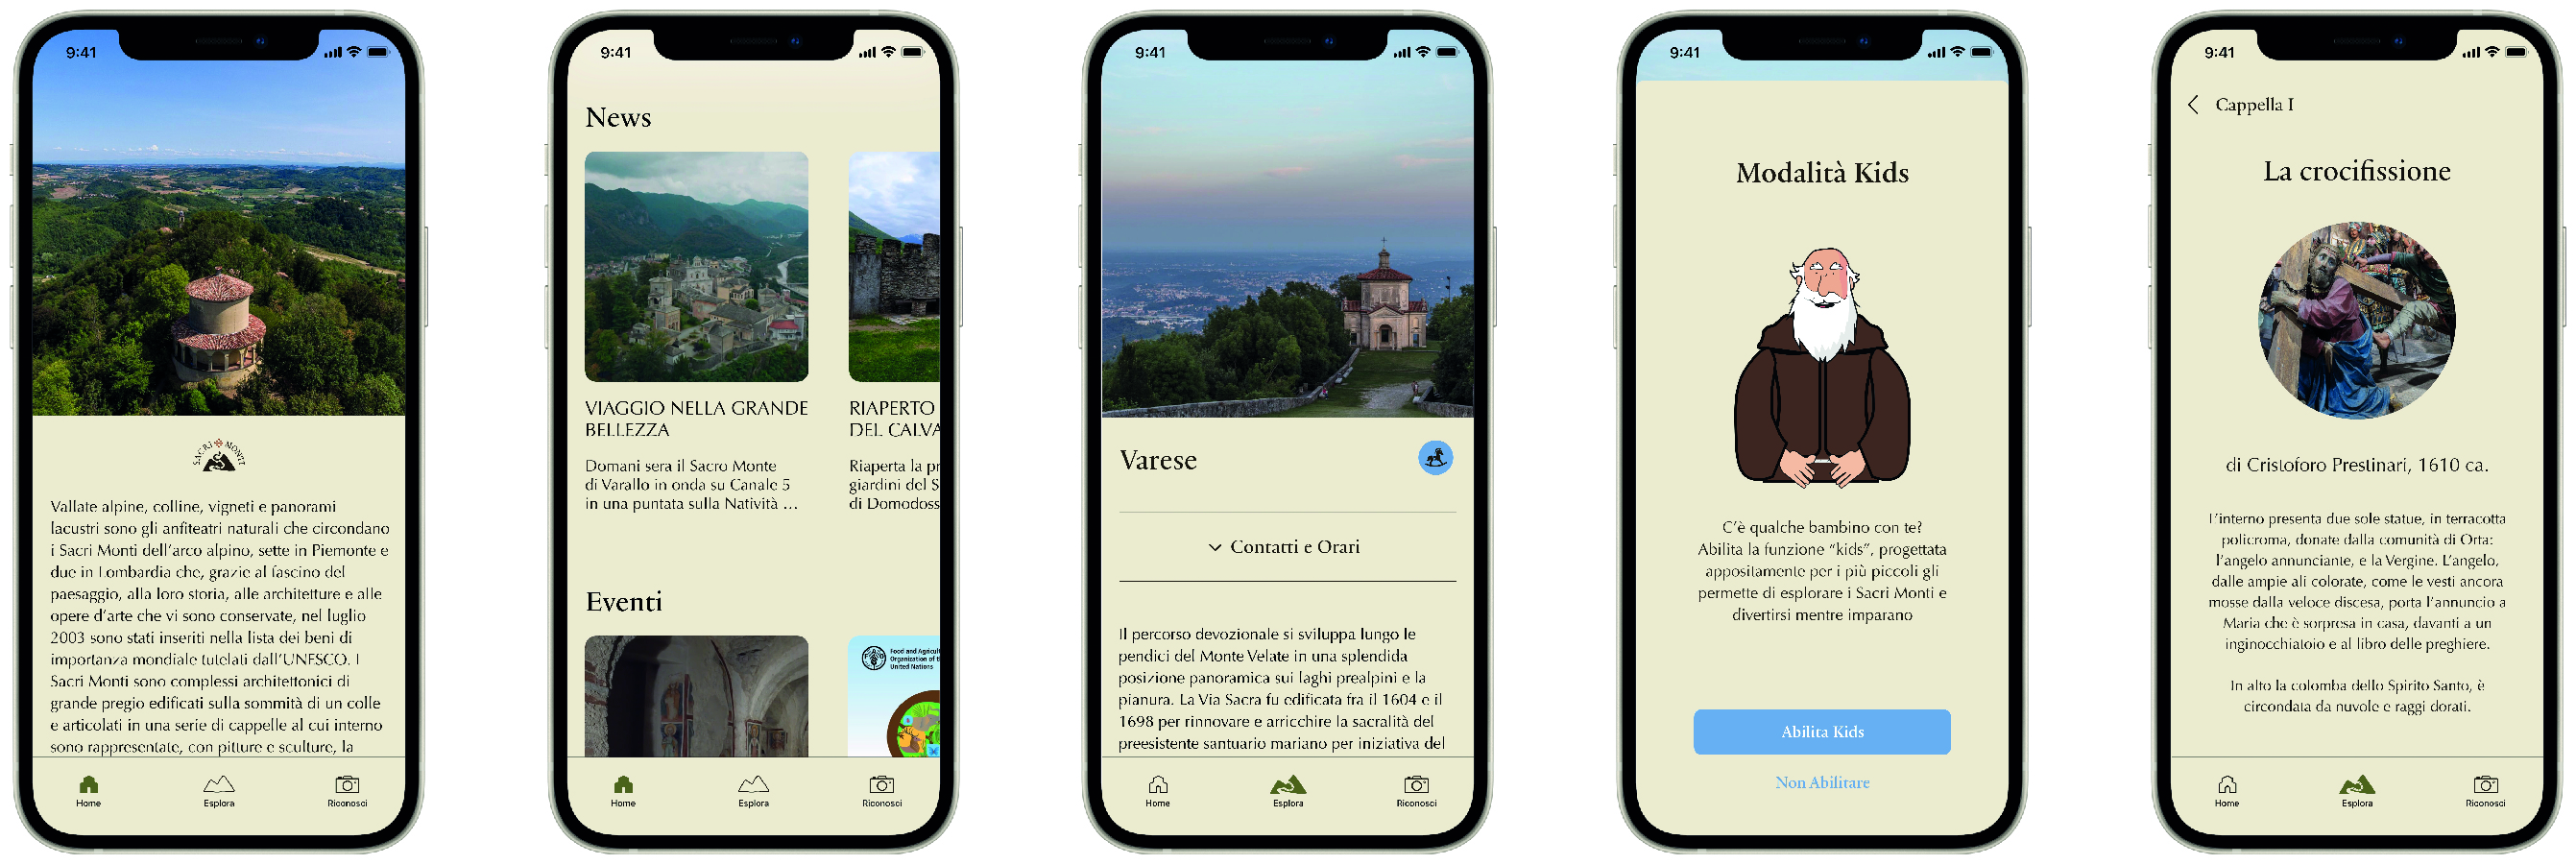 9:41
SACRI MONTI
Vallate alpine, colline, vigneti e panorami
lacustri sono gli anfiteatri naturali che circondano
i Sacri Monti dell'arco alpino, sette in Piemonte e
due in Lombardia che, grazie al fascino del
paesaggio, alla loro storia, alle architetture e alle
opere d'arte che vi sono conservate, nel luglio
2003 sono stati inseriti nella lista dei beni di
importanza mondiale tutelati dall'UNESCO. I
Sacri Monti sono complessi architettonici di
grande pregio edificati sulla sommità di un colle
e articolati in una serie di cappelle al cui interno
sono rappresentate, con pitture e sculture, la
Home
Esplora
Riconosci
9:41
News
VIAGGIO NELLA GRANDE
BELLEZZA
Domani sera il Sacro Monte
di Varallo in onda su Canale 5
in una puntata sulla Natività ...
RIAPERTO
DEL CALVA
Riaperta la pr
giardini del S
di Domodoss
Eventi
FAO
Food and Agricult
Organization of t
United Nations
Home
Esplora
Riconosci
9:41
Varese
Contatti e Orari
Il percorso devozionale si sviluppa lungo le
pendici del Monte Velate in una splendida
posizione panoramica sui laghi prealpini e la
pianura. La Via Sacra fu edificata fra il 1604 e il
1698 per rinnovare e arricchire la sacralità del
preesistente santuario mariano per iniziativa del
Home
Esplora
Riconosci
9:41
Modalità Kids
C'è qualche bambino con te?
Abilita la funzione "kids", progettata
appositamente per i più piccoli gli
permette di esplorare i Sacri Monti e
divertirsi mentre imparano
Abilita Kids
Non Abilitare
9:41
Cappella I
La crocifissione
di Cristoforo Prestinari, 1610 ca.
L'interno presenta due sole statue, in terracotta
policroma, donate dalla comunità di Orta:
l'angelo annunciante, e la Vergine. L'angelo,
dalle ampie ali colorate, come le vesti ancora
mosse dalla veloce discesa, porta l'annuncio a
Maria che è sorpresa in casa, davanti a un
inginocchiatoio e al libro delle preghiere.
In alto la colomba dello Spirito Santo, è
circondata da nuvole e raggi dorati.
Home
Esplora
Riconosci